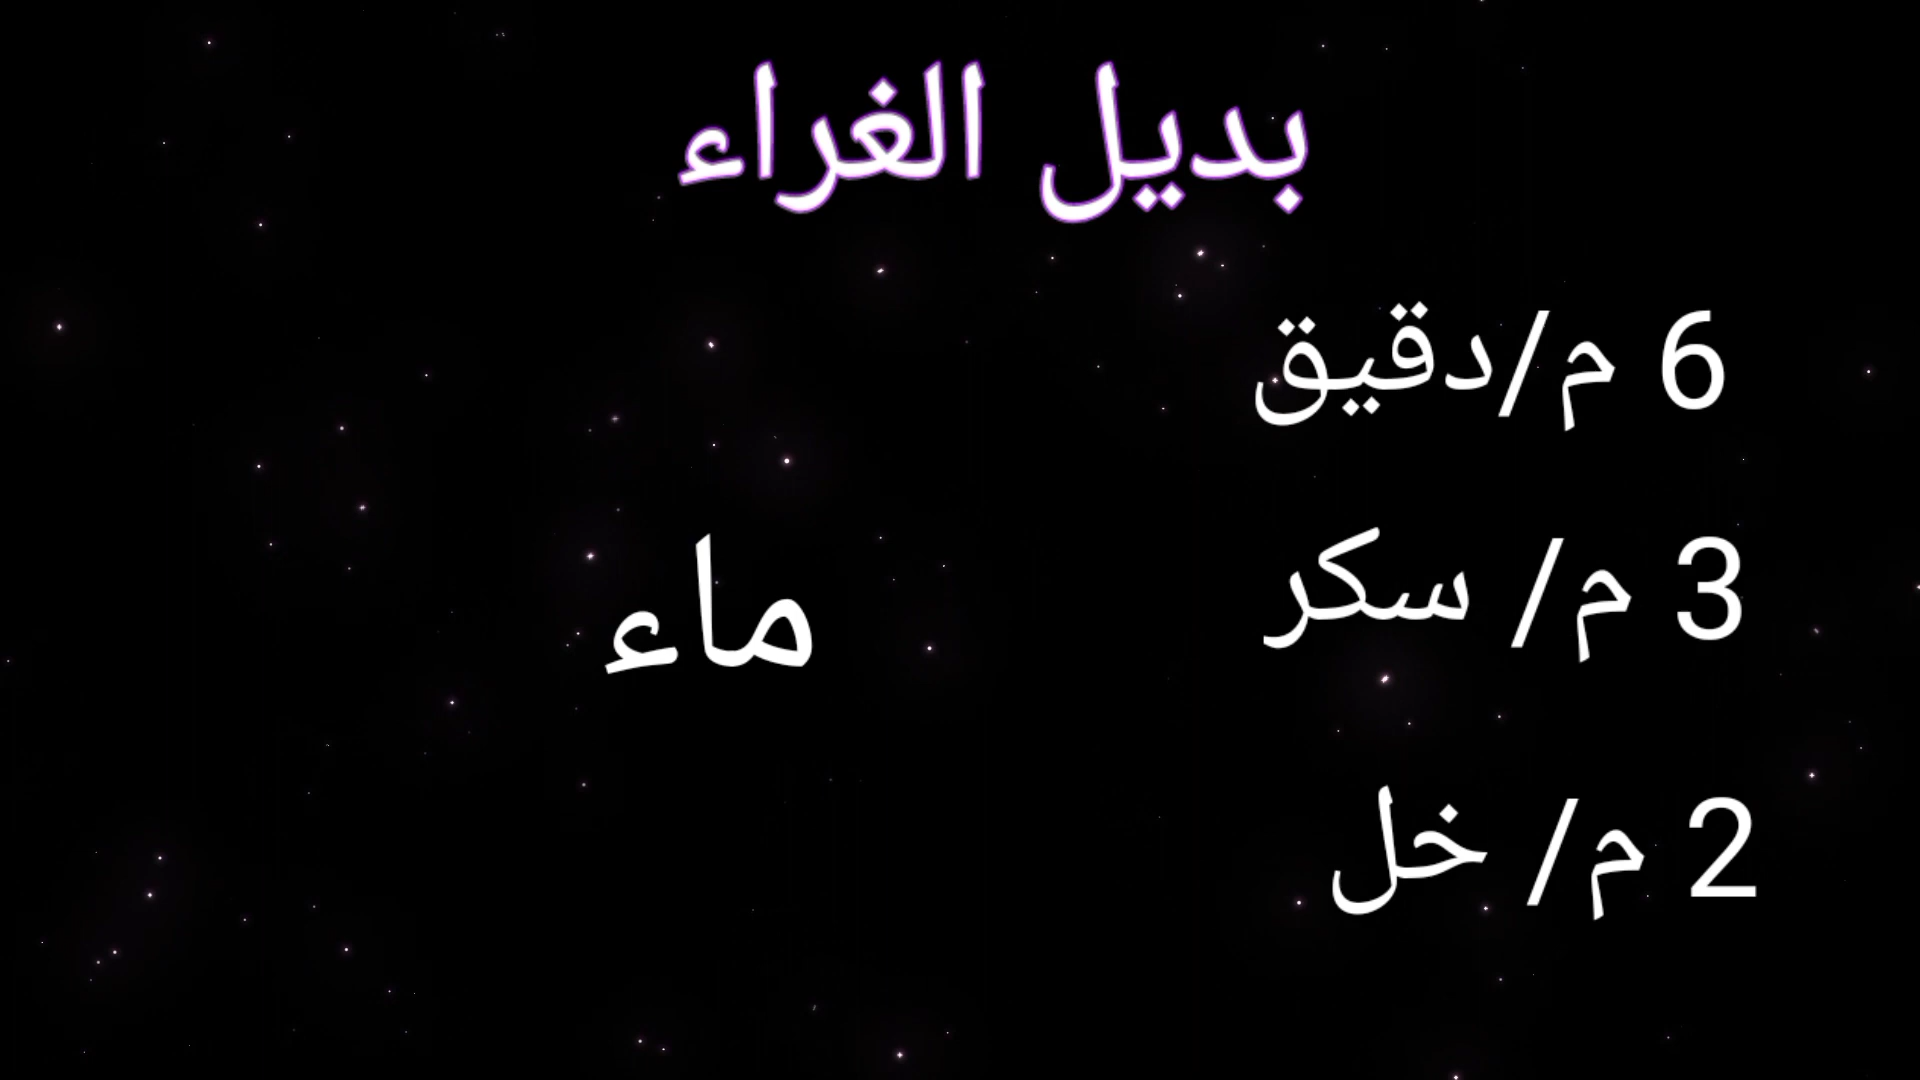 بديل الغراء
6 م/دقيق
3 م/ سكر
ماء
2 م/ خل